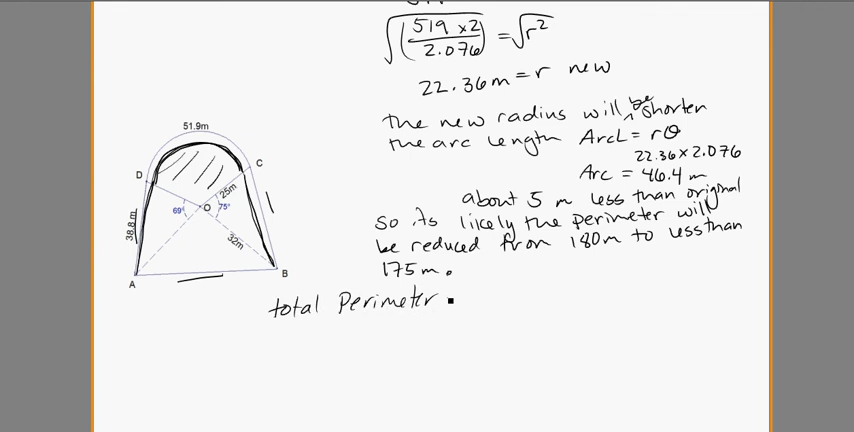 √((519 x 2)/2.076) = √r²
22.36m = r new
the new radius will be shorten
the arc length ArcL = rθ
22.36 x 2.076
Arc = 46.4 m
about 5 m less than original
so its likely the perimeter will
be reduced from 180m to less than
175m.
total Perimeter
51.9m
D
C
25m
O
69°
75°
38.8 m
32m
A
B